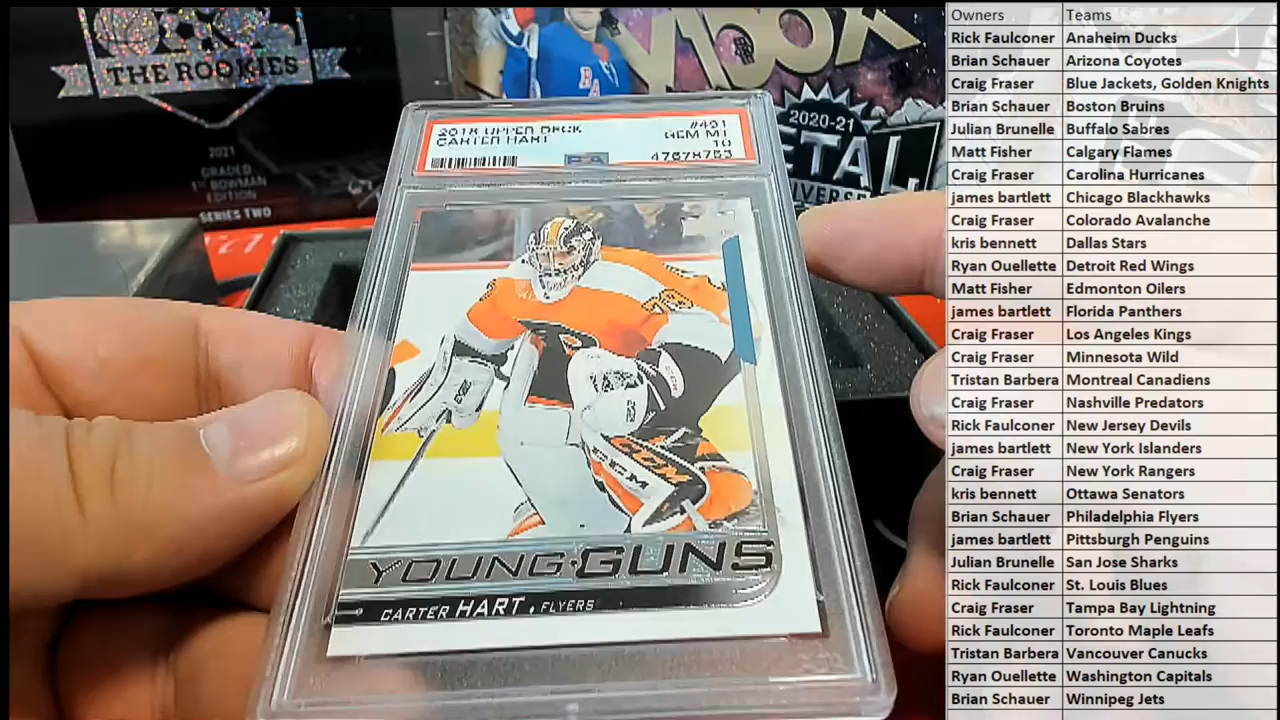 THE ROOKIES
2021
GRADED
1ST BOWMAN
EDITION
SERIES TWO
2020-21
METAL
UNIVERSE
2018 UPPER DECK #491
CARTER HART GEM MT
10
47678753
YOUNG GUNS
CARTER HART . FLYERS
CCM
Owners Teams
Rick Faulconer Anaheim Ducks
Brian Schauer Arizona Coyotes
Craig Fraser Blue Jackets, Golden Knights
Brian Schauer Boston Bruins
Julian Brunelle Buffalo Sabres
Matt Fisher Calgary Flames
Craig Fraser Carolina Hurricanes
james bartlett Chicago Blackhawks
Craig Fraser Colorado Avalanche
kris bennett Dallas Stars
Ryan Ouellette Detroit Red Wings
Matt Fisher Edmonton Oilers
james bartlett Florida Panthers
Craig Fraser Los Angeles Kings
Craig Fraser Minnesota Wild
Tristan Barbera Montreal Canadiens
Craig Fraser Nashville Predators
Rick Faulconer New Jersey Devils
james bartlett New York Islanders
Craig Fraser New York Rangers
kris bennett Ottawa Senators
Brian Schauer Philadelphia Flyers
james bartlett Pittsburgh Penguins
Julian Brunelle San Jose Sharks
Rick Faulconer St. Louis Blues
Craig Fraser Tampa Bay Lightning
Rick Faulconer Toronto Maple Leafs
Tristan Barbera Vancouver Canucks
Ryan Ouellette Washington Capitals
Brian Schauer Winnipeg Jets